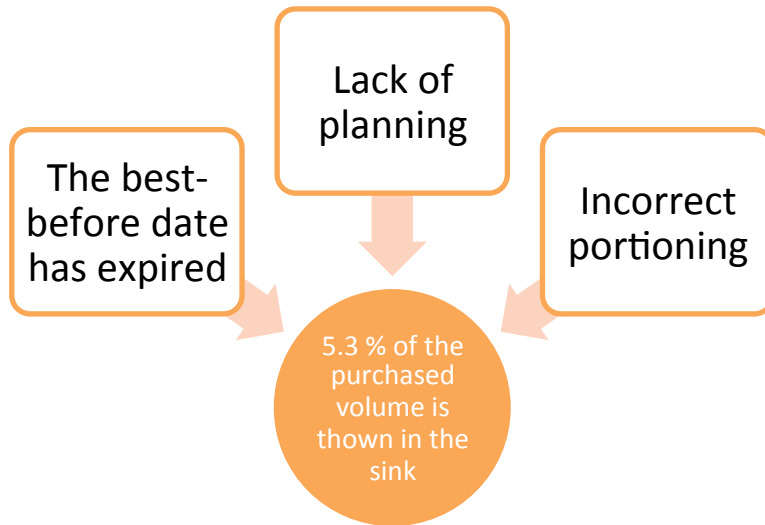 Lack of
planning
The best-
before date
has expired
Incorrect
portioning
5.3 % of the
purchased
volume is
thown in the
sink